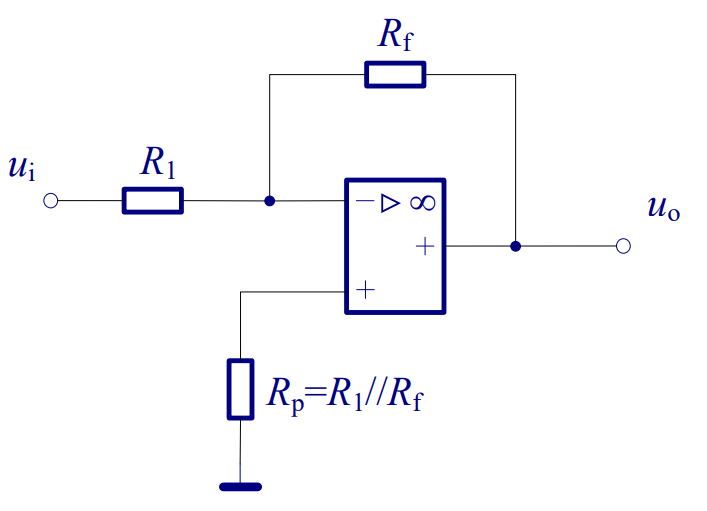 Rf
ui
R1
− ▷ ∞
uo
+
+
Rp=R1//Rf